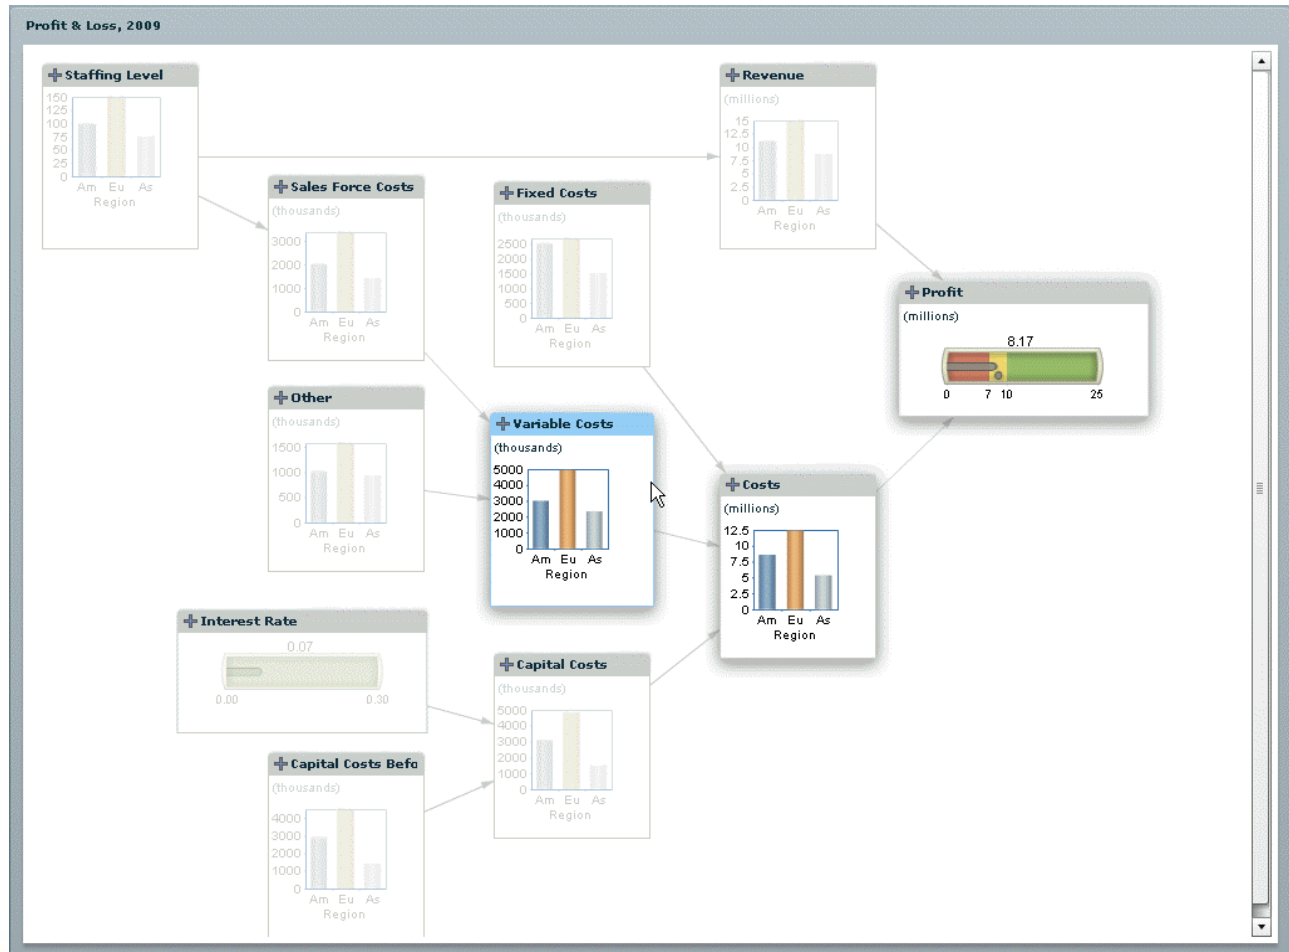 Profit & Loss, 2009
Staffing Level
150
125
100
75
50
25
0
Am Eu As
Region
Revenue
(millions)
15
12.5
10
7.5
5
2.5
0
Am Eu As
Region
Sales Force Costs
(thousands)
3000
2000
1000
0
Am Eu As
Region
Fixed Costs
(thousands)
2500
2000
1500
1000
500
0
Am Eu As
Region
Profit
(millions)
8.17
0 7 10 25
Other
(thousands)
1500
1000
500
0
Am Eu As
Region
Variable Costs
(thousands)
5000
4000
3000
2000
1000
0
Am Eu As
Region
Costs
(millions)
12.5
10
7.5
5
2.5
0
Am Eu As
Region
Interest Rate
0.07
0.00 0.30
Capital Costs
(thousands)
5000
4000
3000
2000
1000
0
Am Eu As
Region
Capital Costs Befo
(thousands)
4000
3000
2000
1000
0
Am Eu As
Region